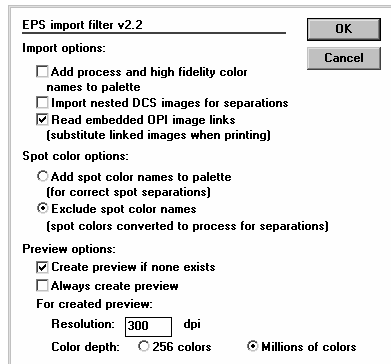 EPS import filter v2.2
OK
Cancel
Import options:
Add process and high fidelity color
names to palette
Import nested DCS images for separations
Read embedded OPI image links
(substitute linked images when printing)
Spot color options:
Add spot color names to palette
(for correct spot separations)
Exclude spot color names
(spot colors converted to process for separations)
Preview options:
Create preview if none exists
Always create preview
For created preview:
Resolution: 300 dpi
Color depth: 256 colors Millions of colors